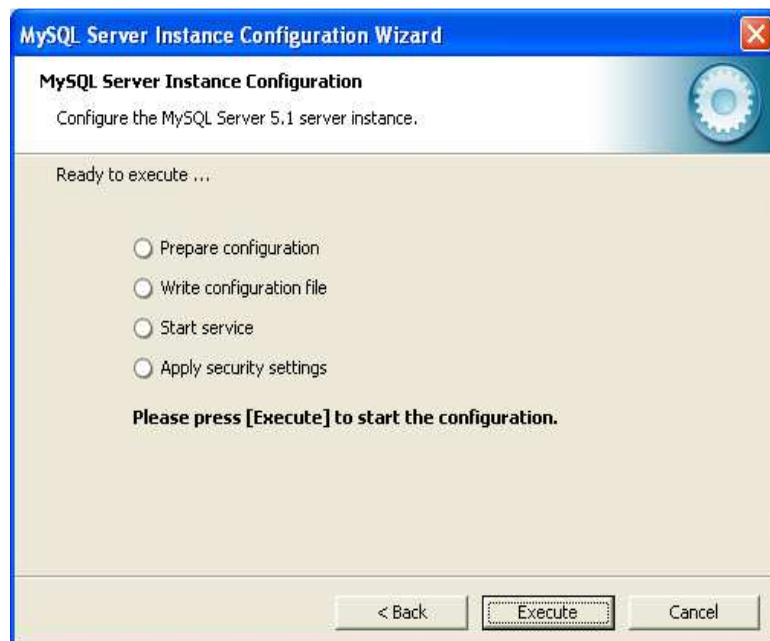 MySQL Server Instance Configuration Wizard
MySQL Server Instance Configuration
Configure the MySQL Server 5.1 server instance.
Ready to execute ...
Prepare configuration
Write configuration file
Start service
Apply security settings
Please press [Execute] to start the configuration.
< Back
Execute
Cancel